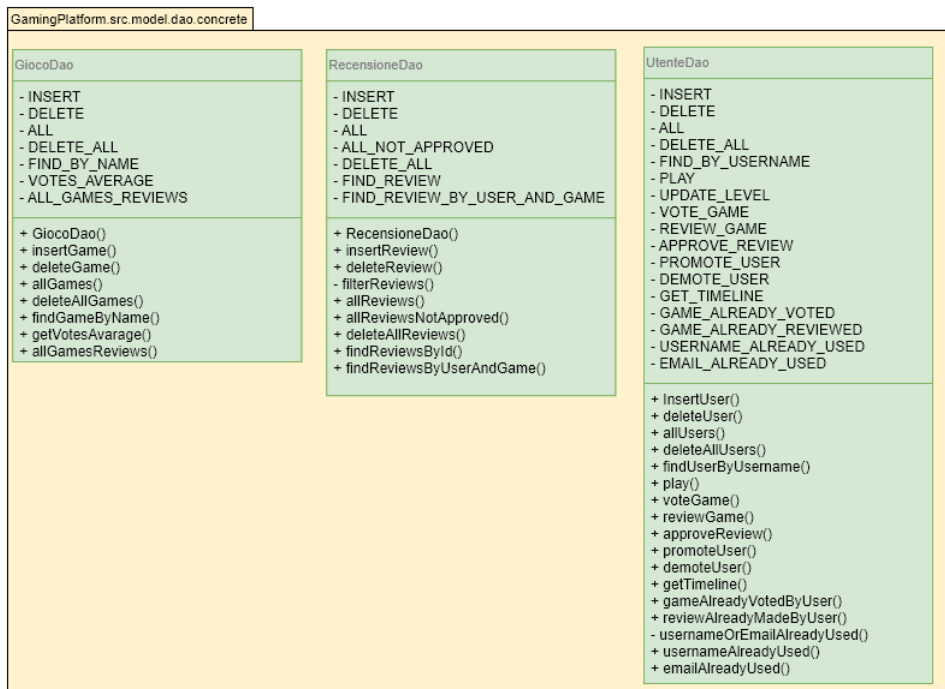 GamingPlatform.src.model.dao.concrete
GiocoDao
- INSERT
- DELETE
- ALL
- DELETE_ALL
- FIND_BY_NAME
- VOTES_AVERAGE
- ALL_GAMES_REVIEWS
+ GiocoDao()
+ insertGame()
+ deleteGame()
+ allGames()
+ deleteAllGames()
+ findGameByName()
+ getVotesAvarage()
+ allGamesReviews()
RecensioneDao
- INSERT
- DELETE
- ALL
- ALL_NOT_APPROVED
- DELETE_ALL
- FIND_REVIEW
- FIND_REVIEW_BY_USER_AND_GAME
+ RecensioneDao()
+ insertReview()
+ deleteReview()
- filterReviews()
+ allReviews()
+ allReviewsNotApproved()
+ deleteAllReviews()
+ findReviewsById()
+ findReviewsByUserAndGame()
UtenteDao
- INSERT
- DELETE
- ALL
- DELETE_ALL
- FIND_BY_USERNAME
- PLAY
- UPDATE_LEVEL
- VOTE_GAME
- REVIEW_GAME
- APPROVE_REVIEW
- PROMOTE_USER
- DEMOTE_USER
- GET_TIMELINE
- GAME_ALREADY_VOTED
- GAME_ALREADY_REVIEWED
- USERNAME_ALREADY_USED
- EMAIL_ALREADY_USED
+ InsertUser()
+ deleteUser()
+ allUsers()
+ deleteAllUsers()
+ findUserByUsername()
+ play()
+ voteGame()
+ reviewGame()
+ approveReview()
+ promoteUser()
+ demoteUser()
+ getTimeline()
+ gameAlreadyVotedByUser()
+ reviewAlreadyMadeByUser()
- usernameOrEmailAlreadyUsed()
+ usernameAlreadyUsed()
+ emailAlreadyUsed()